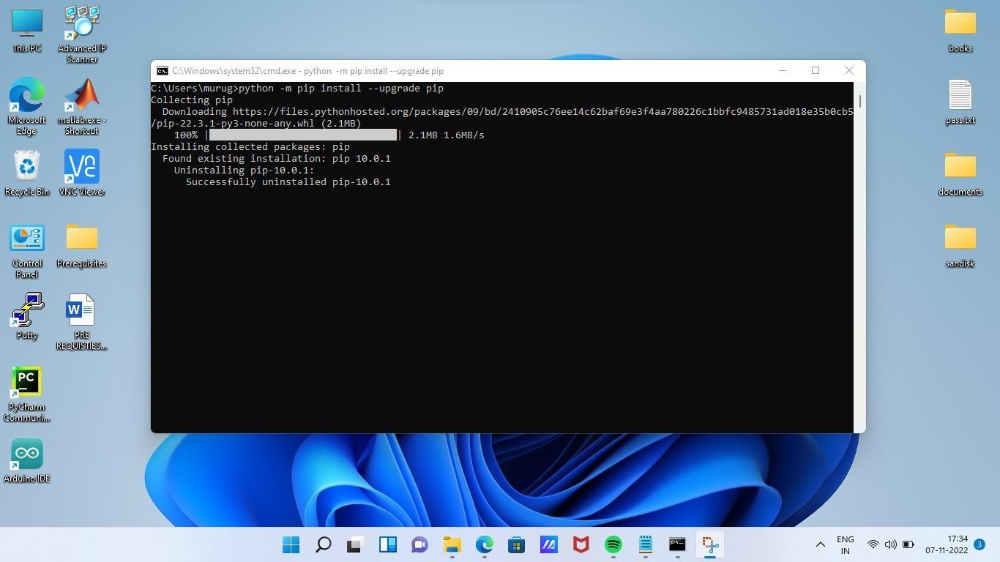 This PC
Advanced IP
Scanner
Microsoft
Edge
matlab.exe -
Shortcut
Recycle Bin
VNC Viewer
Control
Panel
Prerequisites
Putty
PRE
REQUISTIES...
PyCharm
Communi...
Arduino IDE
C:\Windows\system32\cmd.exe - python  -m pip install --upgrade pip
C:\Users\murug>python -m pip install --upgrade pip
Collecting pip
  Downloading https://files.pythonhosted.org/packages/09/bd/2410905c76ee14c62baf69e3f4aa780226c1bbfc9485731ad018e35b0cb5
/pip-22.3.1-py3-none-any.whl (2.1MB)
    100% |████████████████████████████████| 2.1MB 1.6MB/s
Installing collected packages: pip
  Found existing installation: pip 10.0.1
    Uninstalling pip-10.0.1:
      Successfully uninstalled pip-10.0.1
books
pass.txt
documents
sandisk
ENG
IN
17:34
07-11-2022
3